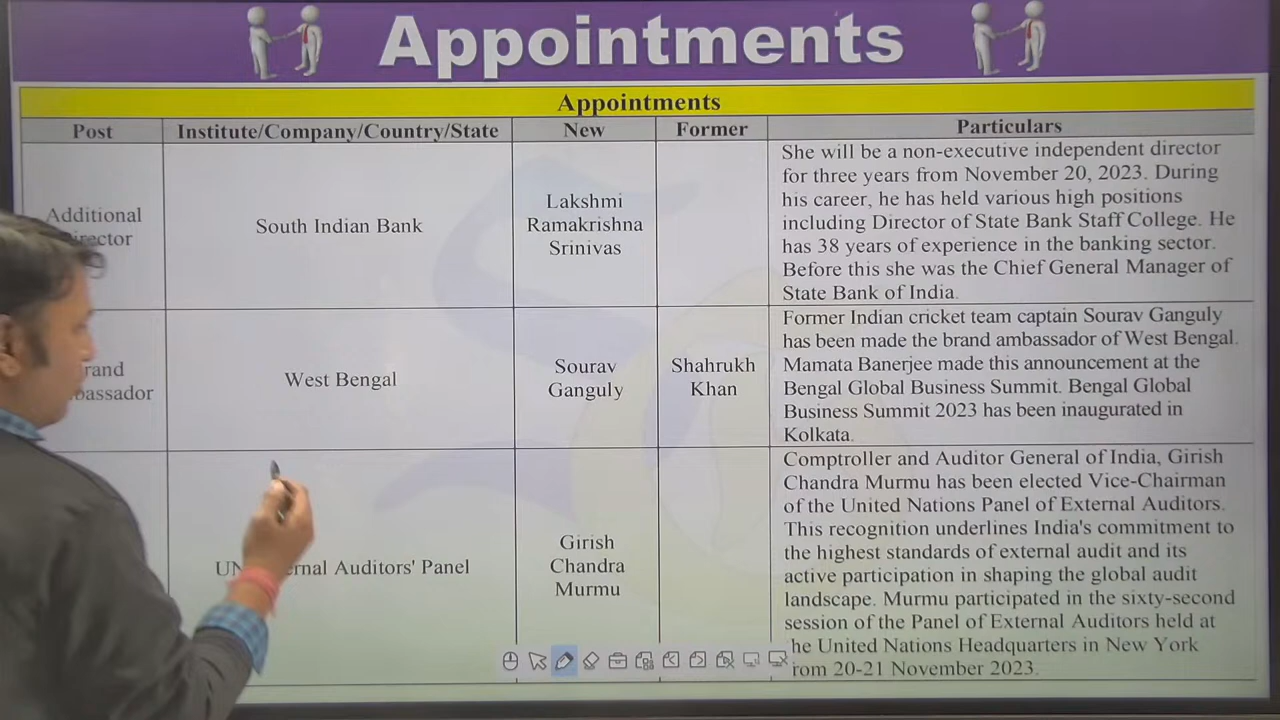 Appointments
Appointments
Post
Institute/Company/Country/State
New
Former
Particulars
Additional
South Indian Bank
Lakshmi
Ramakrishna
Srinivas
She will be a non-executive independent director
for three years from November 20, 2023. During
his career, he has held various high positions
including Director of State Bank Staff College. He
has 38 years of experience in the banking sector.
Before this she was the Chief General Manager of
State Bank of India.
West Bengal
Sourav
Ganguly
Shahrukh
Khan
Former Indian cricket team captain Sourav Ganguly
has been made the brand ambassador of West Bengal.
Mamata Banerjee made this announcement at the
Bengal Global Business Summit. Bengal Global
Business Summit 2023 has been inaugurated in
Kolkata.
Auditors' Panel
Girish
Chandra
Murmu
Comptroller and Auditor General of India, Girish
Chandra Murmu has been elected Vice-Chairman
of the United Nations Panel of External Auditors.
This recognition underlines India's commitment to
the highest standards of external audit and its
active participation in shaping the global audit
landscape. Murmu participated in the sixty-second
session of the Panel of External Auditors held at
he United Nations Headquarters in New York
rom 20-21 November 2023.